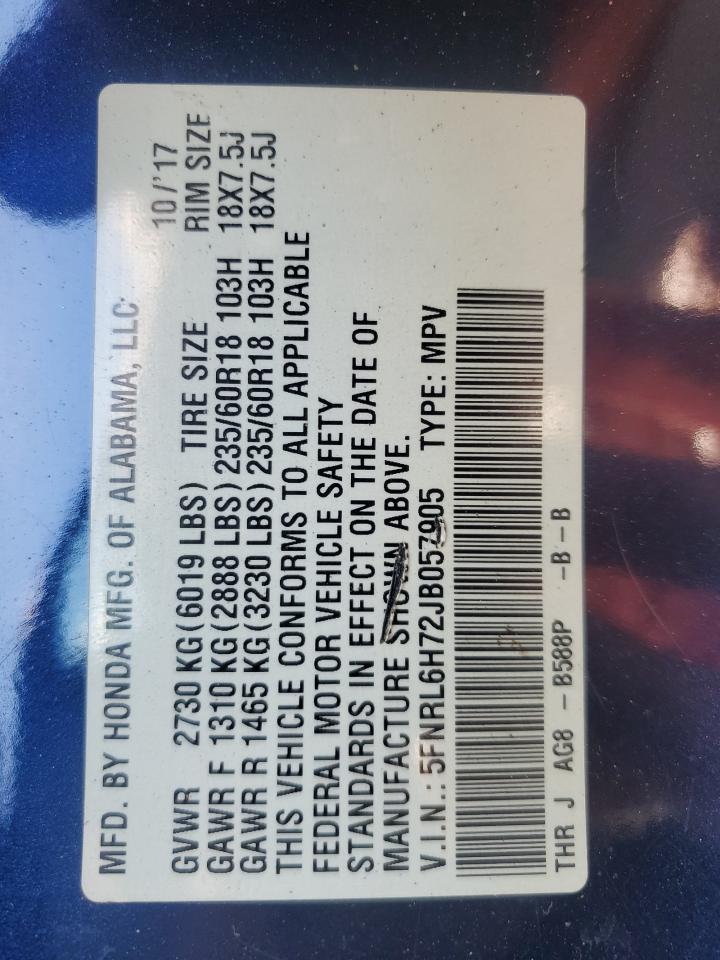 MFD. BY HONDA MFG. OF ALABAMA, LLC 10/'17
GVWR 2730 KG(6019 LBS) TIRE SIZE RIM SIZE
GAWR F 1310 KG(2888 LBS) 235/60R18 103H 18X7.5J
GAWR R 1465 KG(3230 LBS) 235/60R18 103H 18X7.5J
THIS VEHICLE CONFORMS TO ALL APPLICABLE
FEDERAL MOTOR VEHICLE SAFETY
STANDARDS IN EFFECT ON THE DATE OF
MANUFACTURE SHOWN ABOVE.
V.I.N.: 5FNRL6H72JB057905 TYPE: MPV
THR J AG8 - B588P -B-B